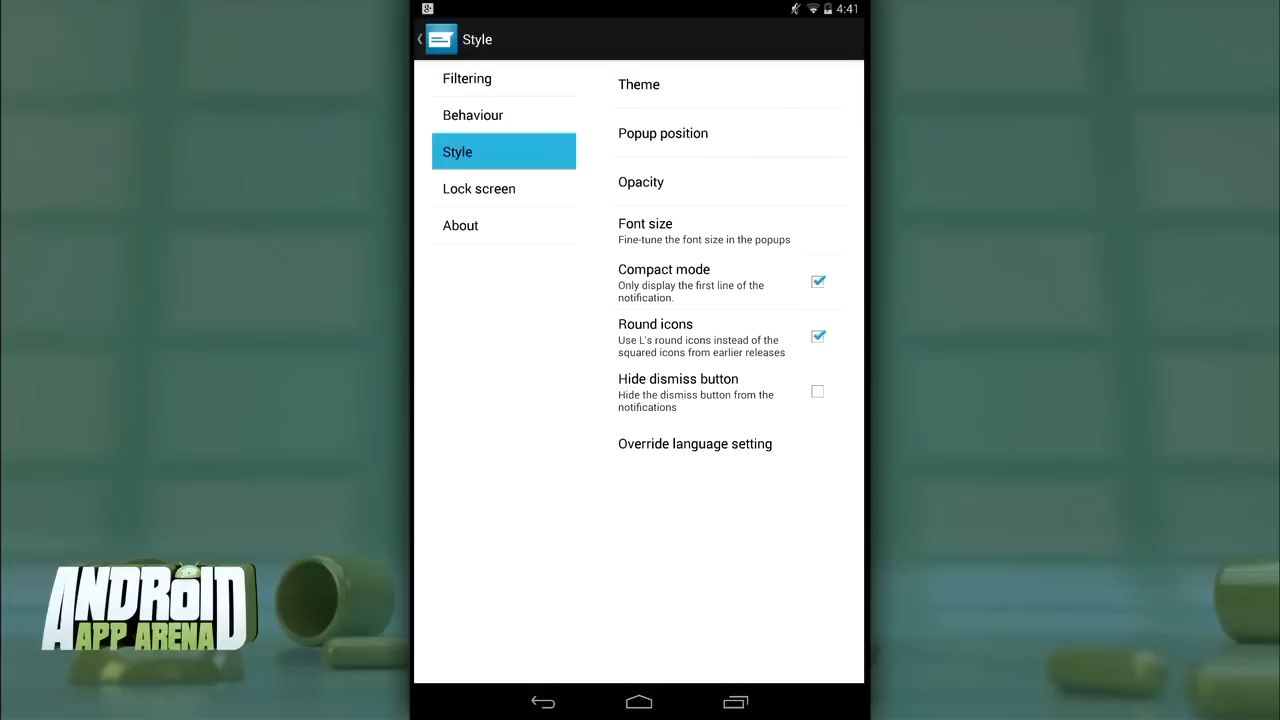 4:41
Style
Filtering
Behaviour
Style
Lock screen
About
Theme
Popup position
Opacity
Font size
Fine-tune the font size in the popups
Compact mode
Only display the first line of the
notification.
Round icons
Use L's round icons instead of the
squared icons from earlier releases
Hide dismiss button
Hide the dismiss button from the
notifications
Override language setting
ANDROID
APP ARENA